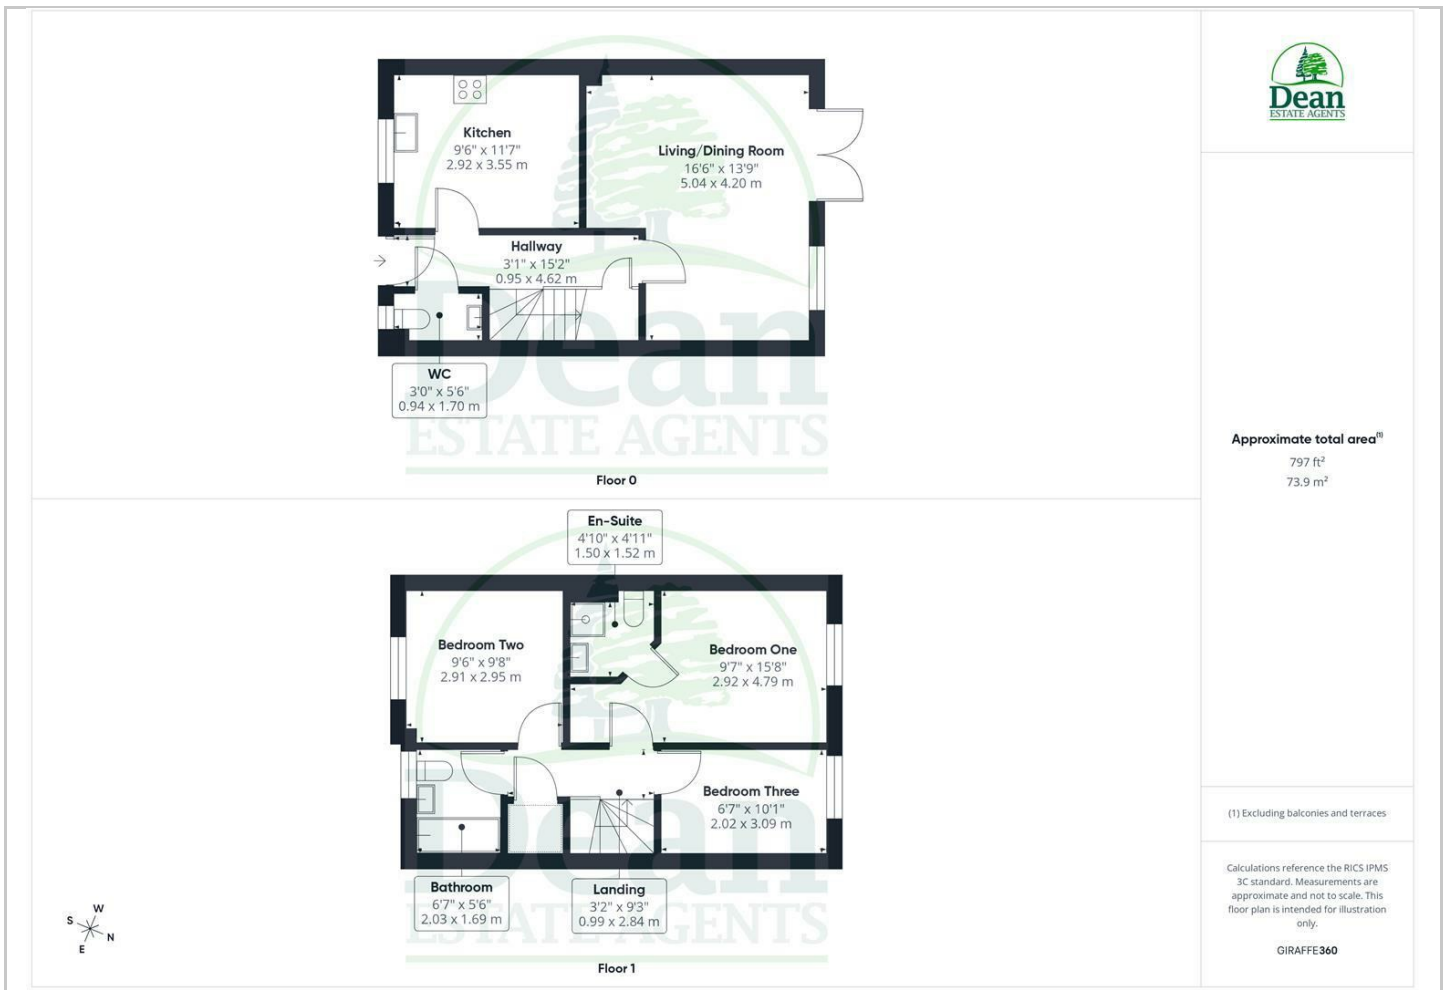 Kitchen
9'6" x 11'7"
2.92 x 3.55 m
Living/Dining Room
16'6" x 13'9"
5.04 x 4.20 m
Hallway
3'1" x 15'2"
0.95 x 4.62 m
WC
3'0" x 5'6"
0.94 x 1.70 m
Dean
ESTATE AGENTS
Floor 0
En-Suite
4'10" x 4'11"
1.50 x 1.52 m
Bedroom Two
9'6" x 9'8"
2.91 x 2.95 m
Bedroom One
9'7" x 15'8"
2.92 x 4.79 m
Bedroom Three
6'7" x 10'1"
2.02 x 3.09 m
Bathroom
6'7" x 5'6"
2.03 x 1.69 m
Landing
3'2" x 9'3"
0.99 x 2.84 m
Dean
ESTATE AGENTS
Floor 1
W
S
N
E
Dean
ESTATE AGENTS
Approximate total area(1)
797 ft²
73.9 m²
(1) Excluding balconies and terraces
Calculations reference the RICS IPMS
3C standard. Measurements are
approximate and not to scale. This
floor plan is intended for illustration
only.
GIRAFFE360